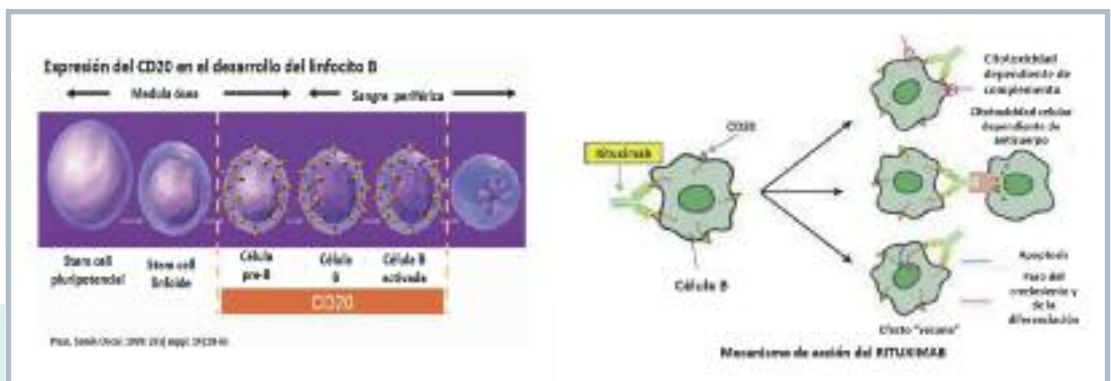 Expresión del CD20 en el desarrollo del linfocito B
Medula ósea
Sangre periférica
Stem cell
pluripotencial
Stem cell
linfoide
Célula
pre-B
Célula
B
Célula B
activada
CD20
Rituximab
CD20
Célula B
Citotoxicidad
dependiente de
complemento
Citotoxicidad celular
dependiente de
anticuerpo
Apoptosis
Paro del
crecimiento y
de la
diferenciación
Efecto "vacuna"
Mecanismo de acción del RITUXIMAB